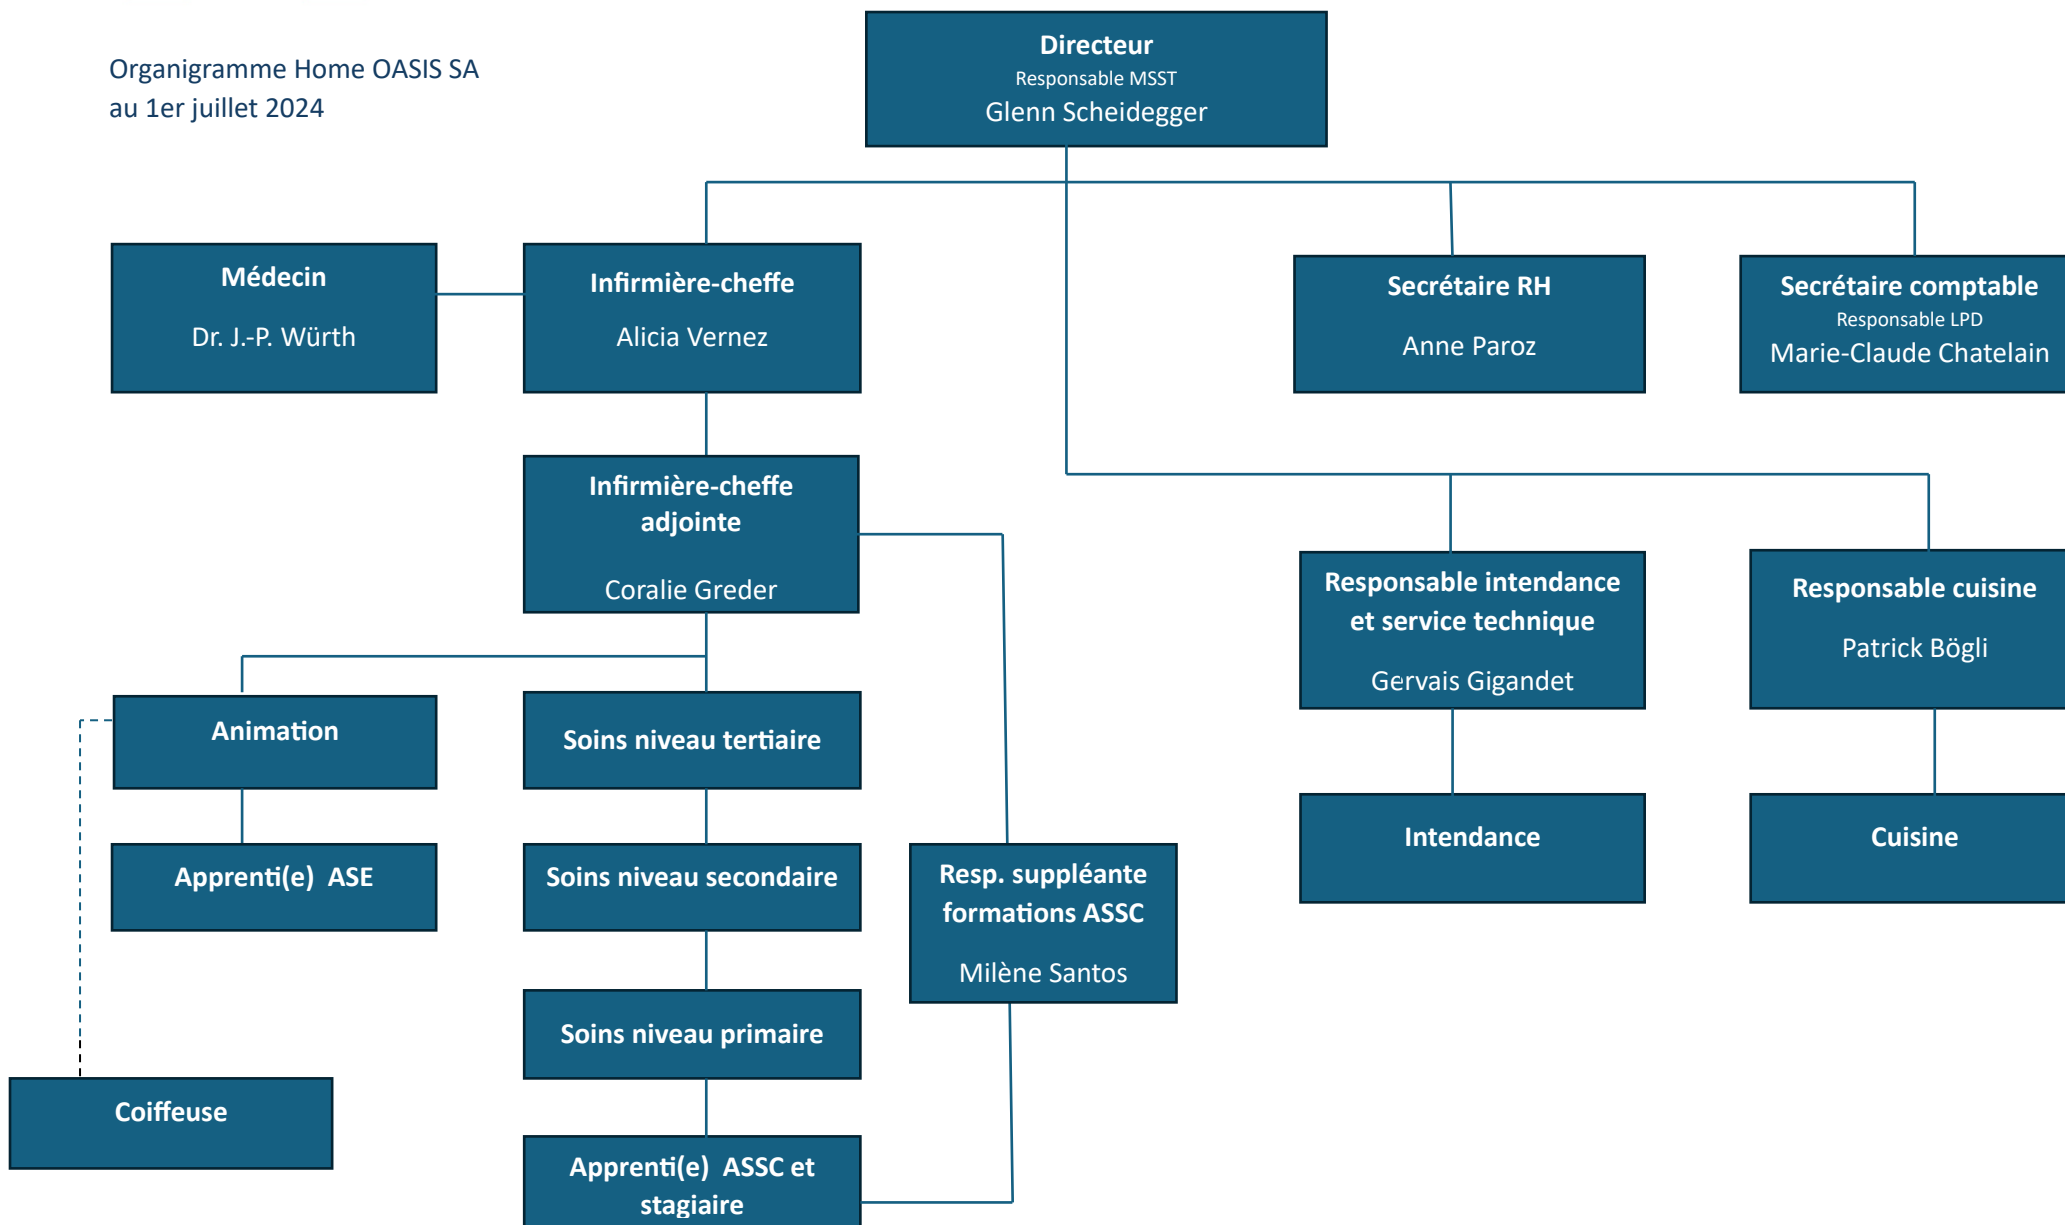 Organigramme Home OASIS SA
au 1er juillet 2024
Directeur
Responsable MSST
Glenn Scheidegger
Médecin
Dr. J.-P. Würth
Infirmière-cheffe
Alicia Vernez
Secrétaire RH
Anne Paroz
Secrétaire comptable
Responsable LPD
Marie-Claude Chatelain
Infirmière-cheffe
adjointe
Coralie Greder
Responsable intendance
et service technique
Gervais Gigandet
Responsable cuisine
Patrick Bögli
Animation
Soins niveau tertiaire
Intendance
Cuisine
Apprenti(e) ASE
Soins niveau secondaire
Resp. suppléante
formations ASSC
Milène Santos
Soins niveau primaire
Coiffeuse
Apprenti(e) ASSC et
stagiaire